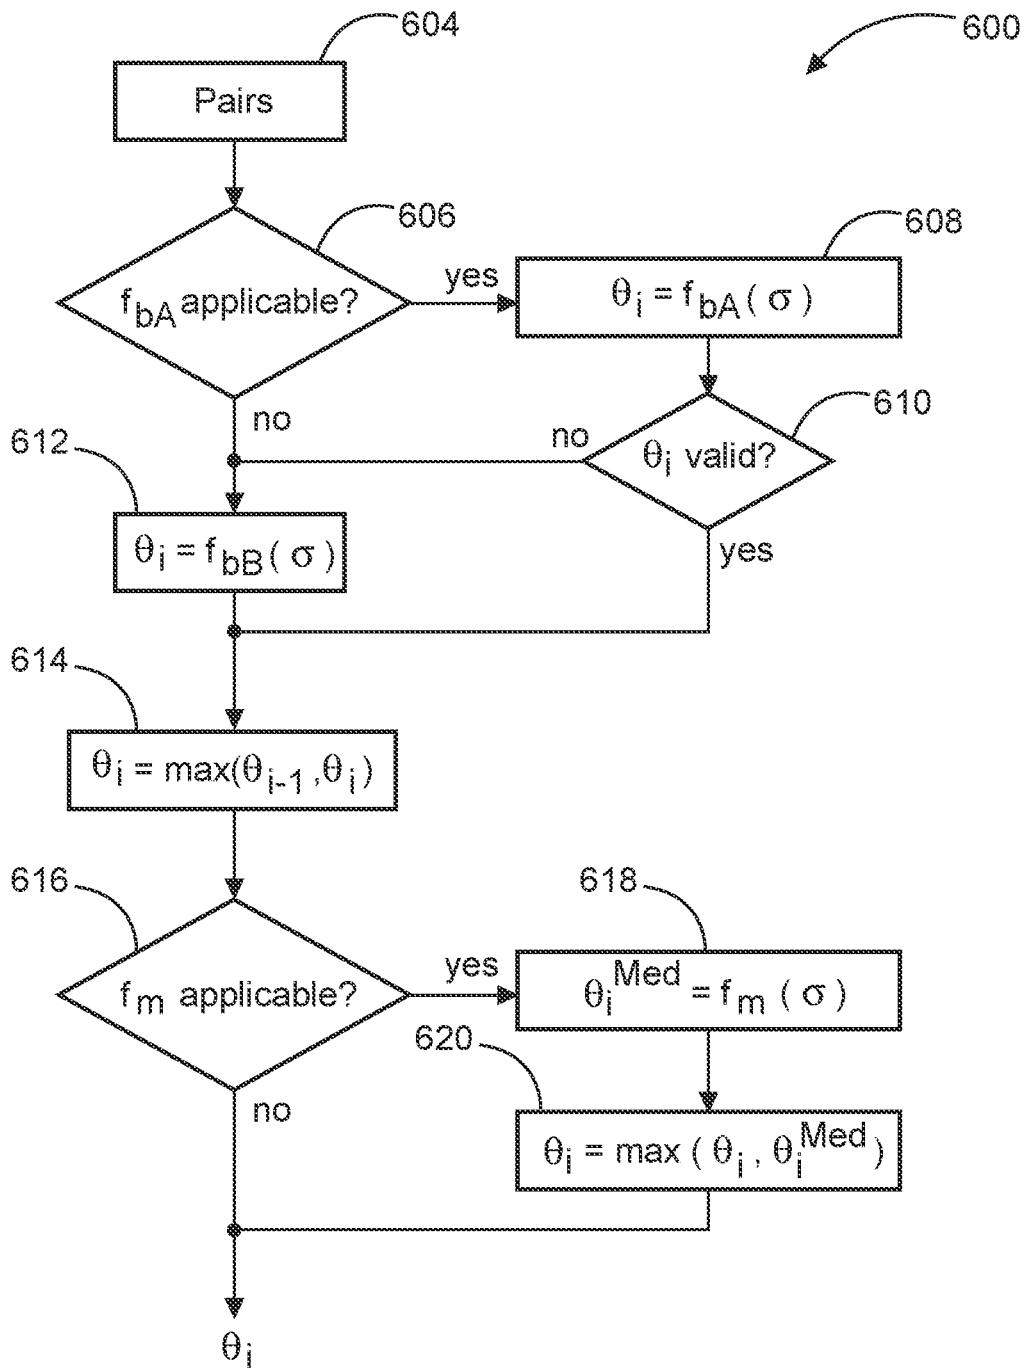 604
600
Pairs
606
608
f_bA applicable?
yes
θ_i = f_bA(σ)
no
610
612
no
θ_i valid?
θ_i = f_bB(σ)
yes
614
θ_i = max(θ_i-1, θ_i)
616
618
f_m applicable?
yes
θ_i^Med = f_m(σ)
620
no
θ_i = max(θ_i, θ_i^Med)
θ_i